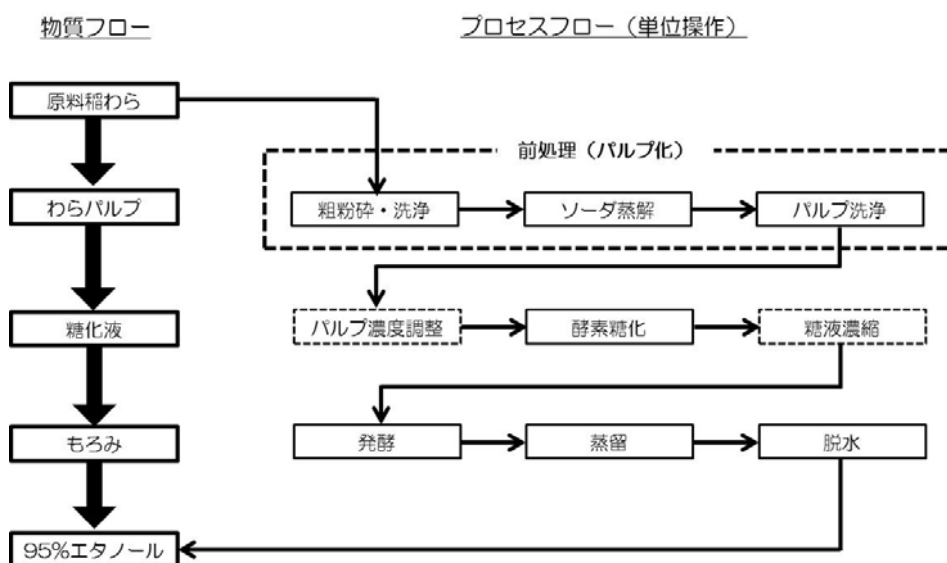 物質フロー
プロセスフロー（単位操作）
原料稲わら
前処理（パルプ化）
わらパルプ
粗粉砕・洗浄
ソーダ蒸解
パルプ洗浄
糖化液
パルプ濃度調整
酵素糖化
糖液濃縮
もろみ
発酵
蒸留
脱水
95%エタノール